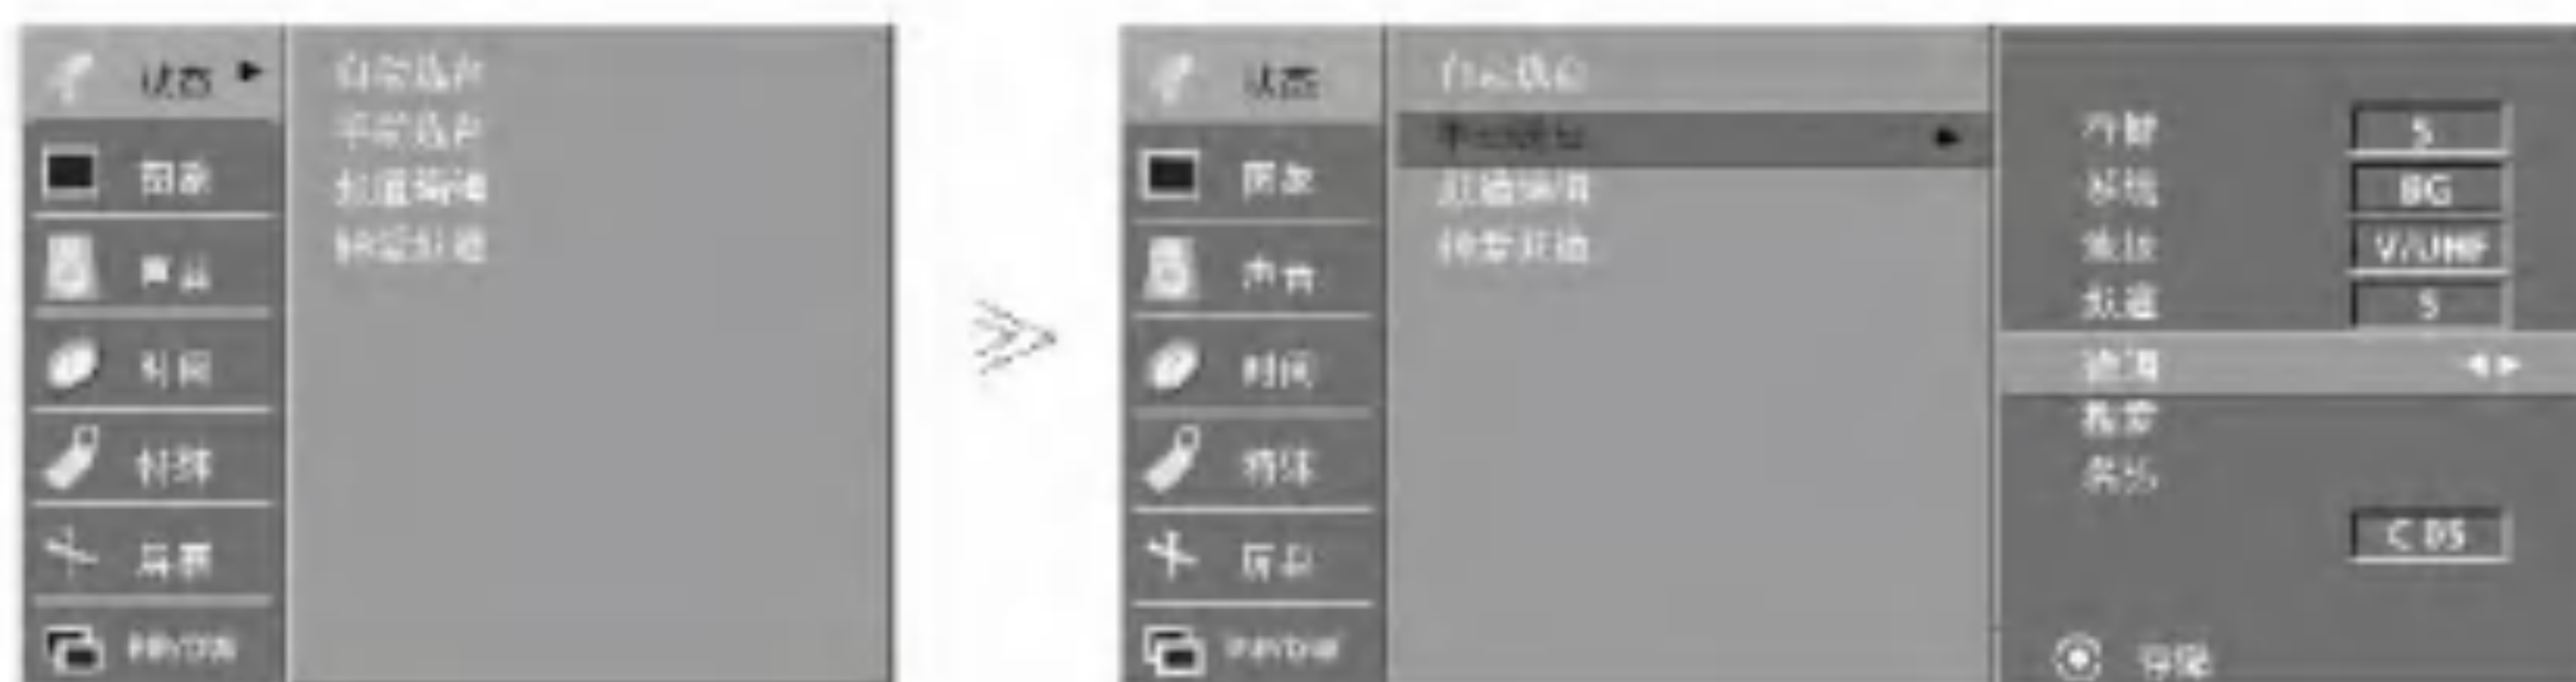 状态
自动选台
手动选台
频道编辑
图象
声音
时间
特殊
屏幕
状态
自动选台
手动选台
频道编辑
图象
声音
时间
特殊
屏幕
存储 5
系统 BG
波段 V/UHF
频道 5
微调
搜索
C 05
存储